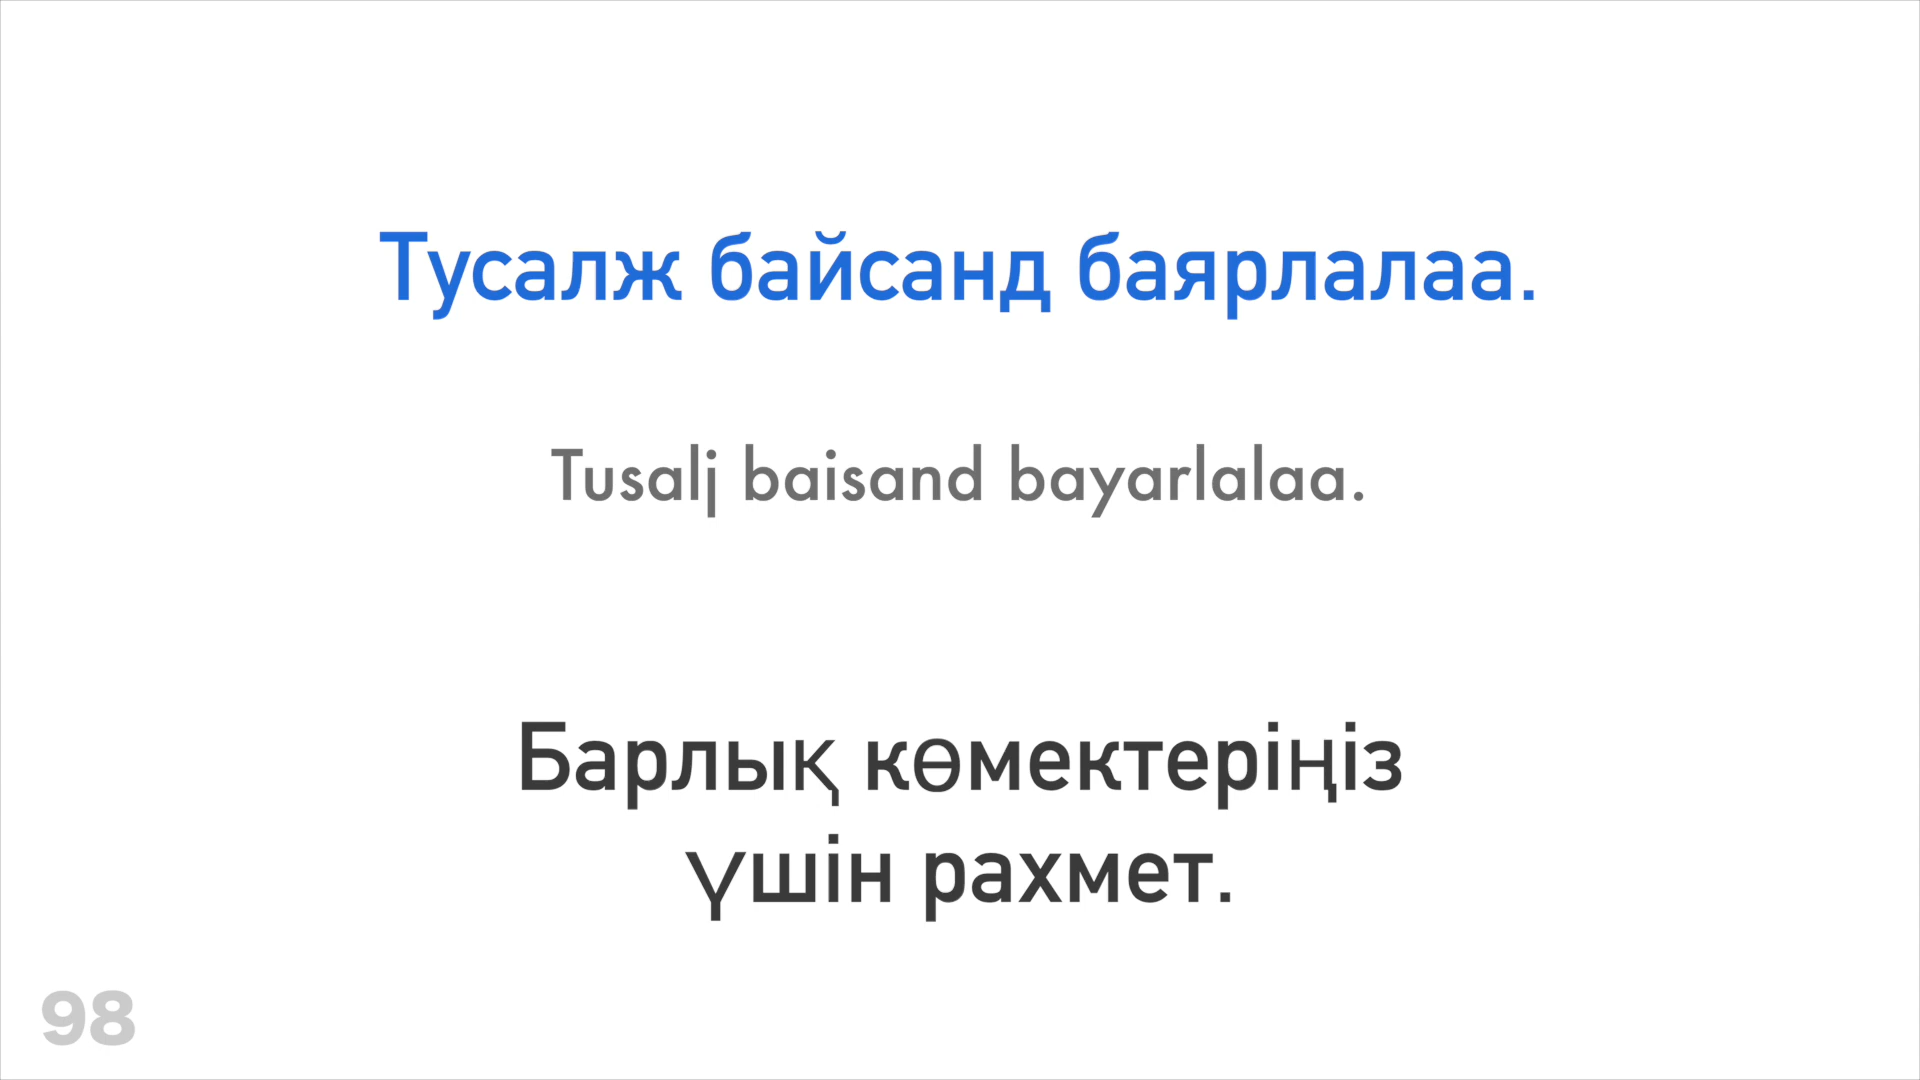 Тусалж байсанд баярлалаа.
Tusalj baisand bayarlalaa.
Барлық көмектеріңіз
үшін рахмет.
98